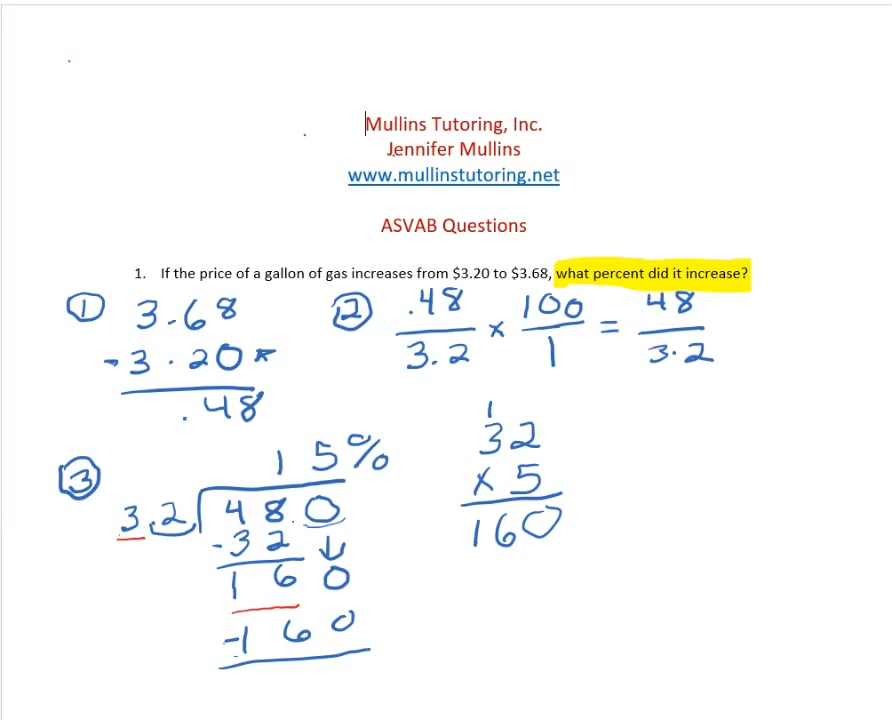 Mullins Tutoring, Inc.
Jennifer Mullins
www.mullinstutoring.net
ASVAB Questions
1. If the price of a gallon of gas increases from $3.20 to $3.68, what percent did it increase?
① 3.68
- 3.20 *
.48
② .48/3.2 x 100/1 = 48/3.2
③ 15%
3.2 48.0
-32 ↓
160
-160
1
32
x 5
160